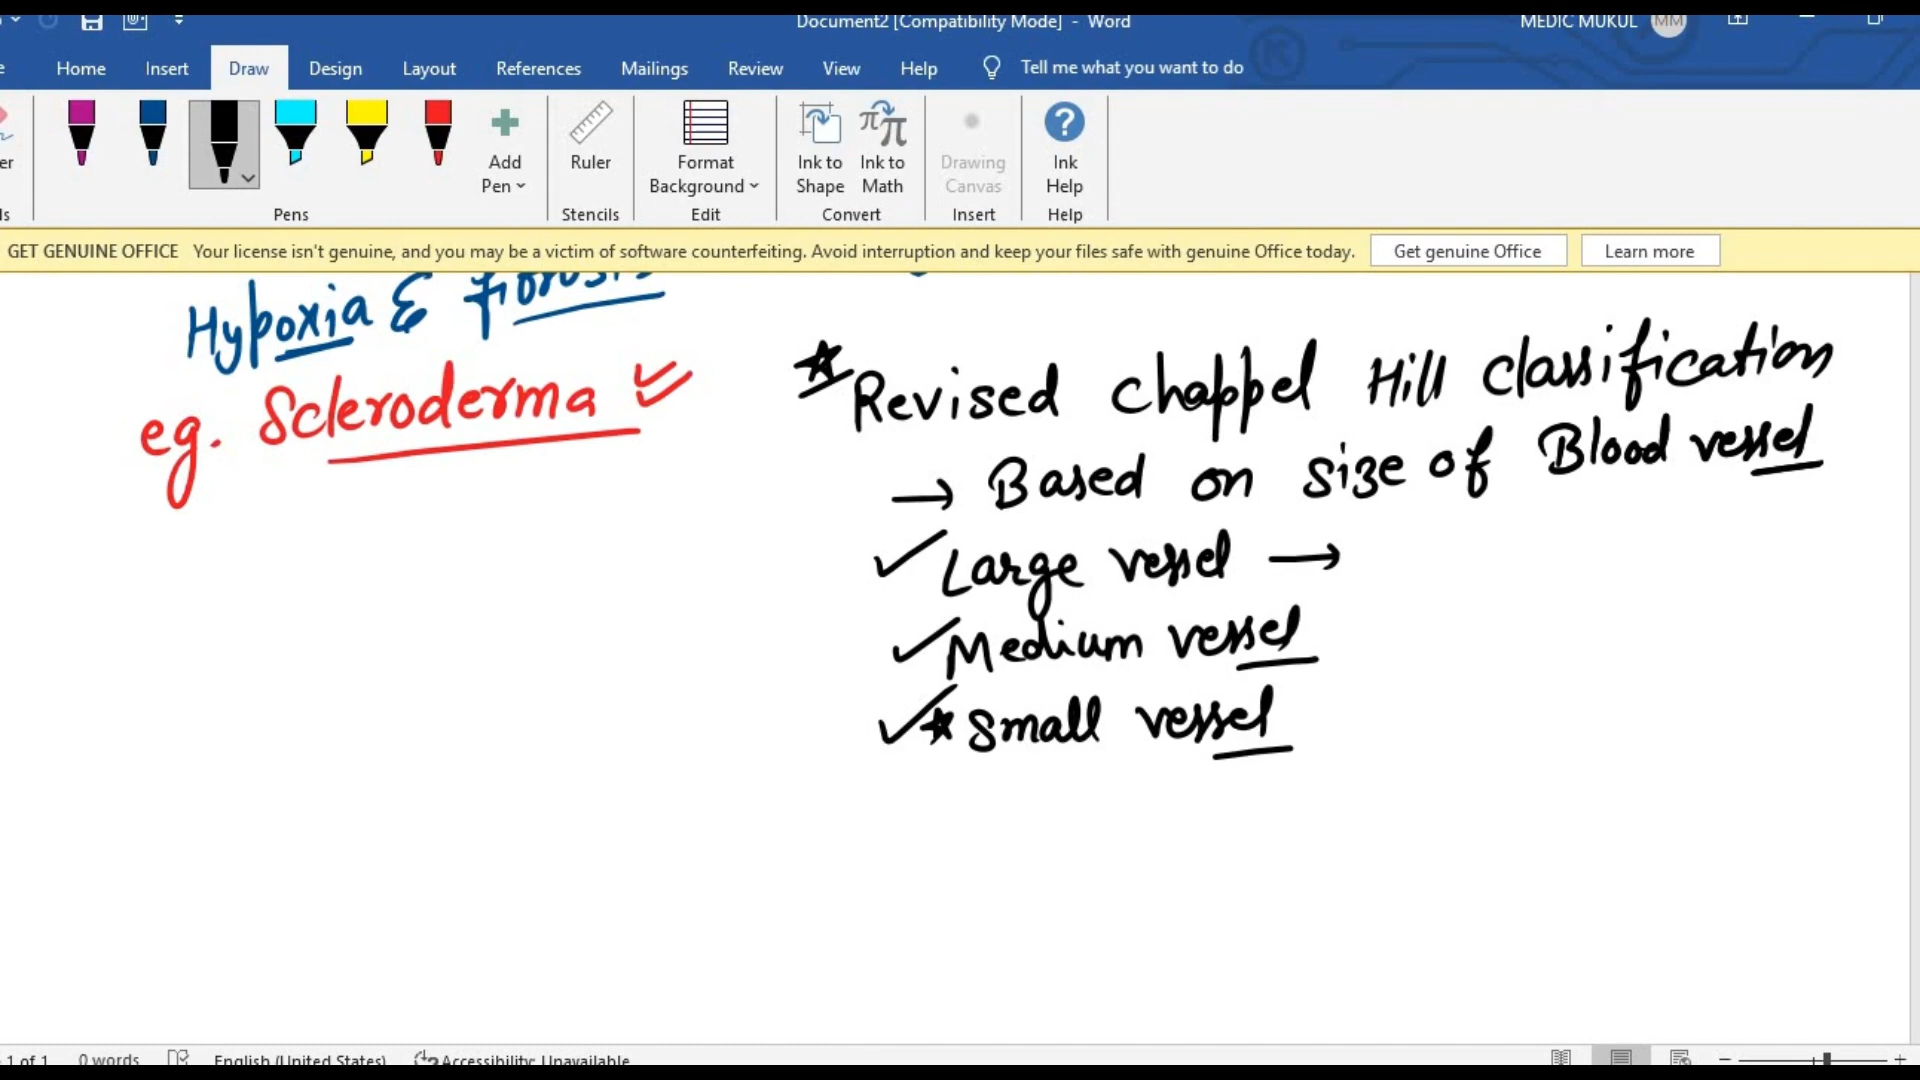 Document2 [Compatibility Mode] - Word
MEDIC MUKUL MM
Home Insert Draw Design Layout References Mailings Review View Help Tell me what you want to do
Add Pen
Ruler
Format Background
Ink to Shape
Ink to Math
Drawing Canvas
Ink Help
Pens Stencils Edit Convert Insert Help
GET GENUINE OFFICE Your license isn't genuine, and you may be a victim of software counterfeiting. Avoid interruption and keep your files safe with genuine Office today. Get genuine Office Learn more
Hypoxia & fibrosis
eg. Scleroderma
Revised chappel Hill classification
→ Based on size of Blood vessel
✓ Large vessel →
✓ Medium vessel
✓ ★ Small vessel
1 of 1 0 words English (United States) Accessibility: Unavailable